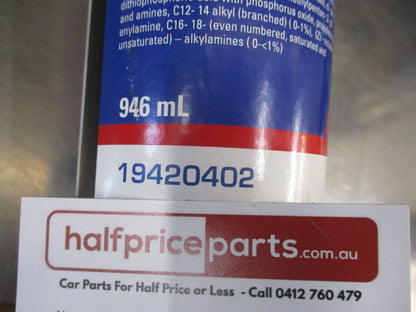 dithiophosphoric acid with phosphorus oxide, propylene
and amines, C12- 14 alkyl (branched) ( 0-1%), (Z)
enylamine, C16- 18- (even numbered, saturated and
unsaturated) – alkylamines ( 0-<1%)
946 mL
19420402
halfpriceparts.com.au
Car Parts For Half Price or Less - Call 0412 760 479